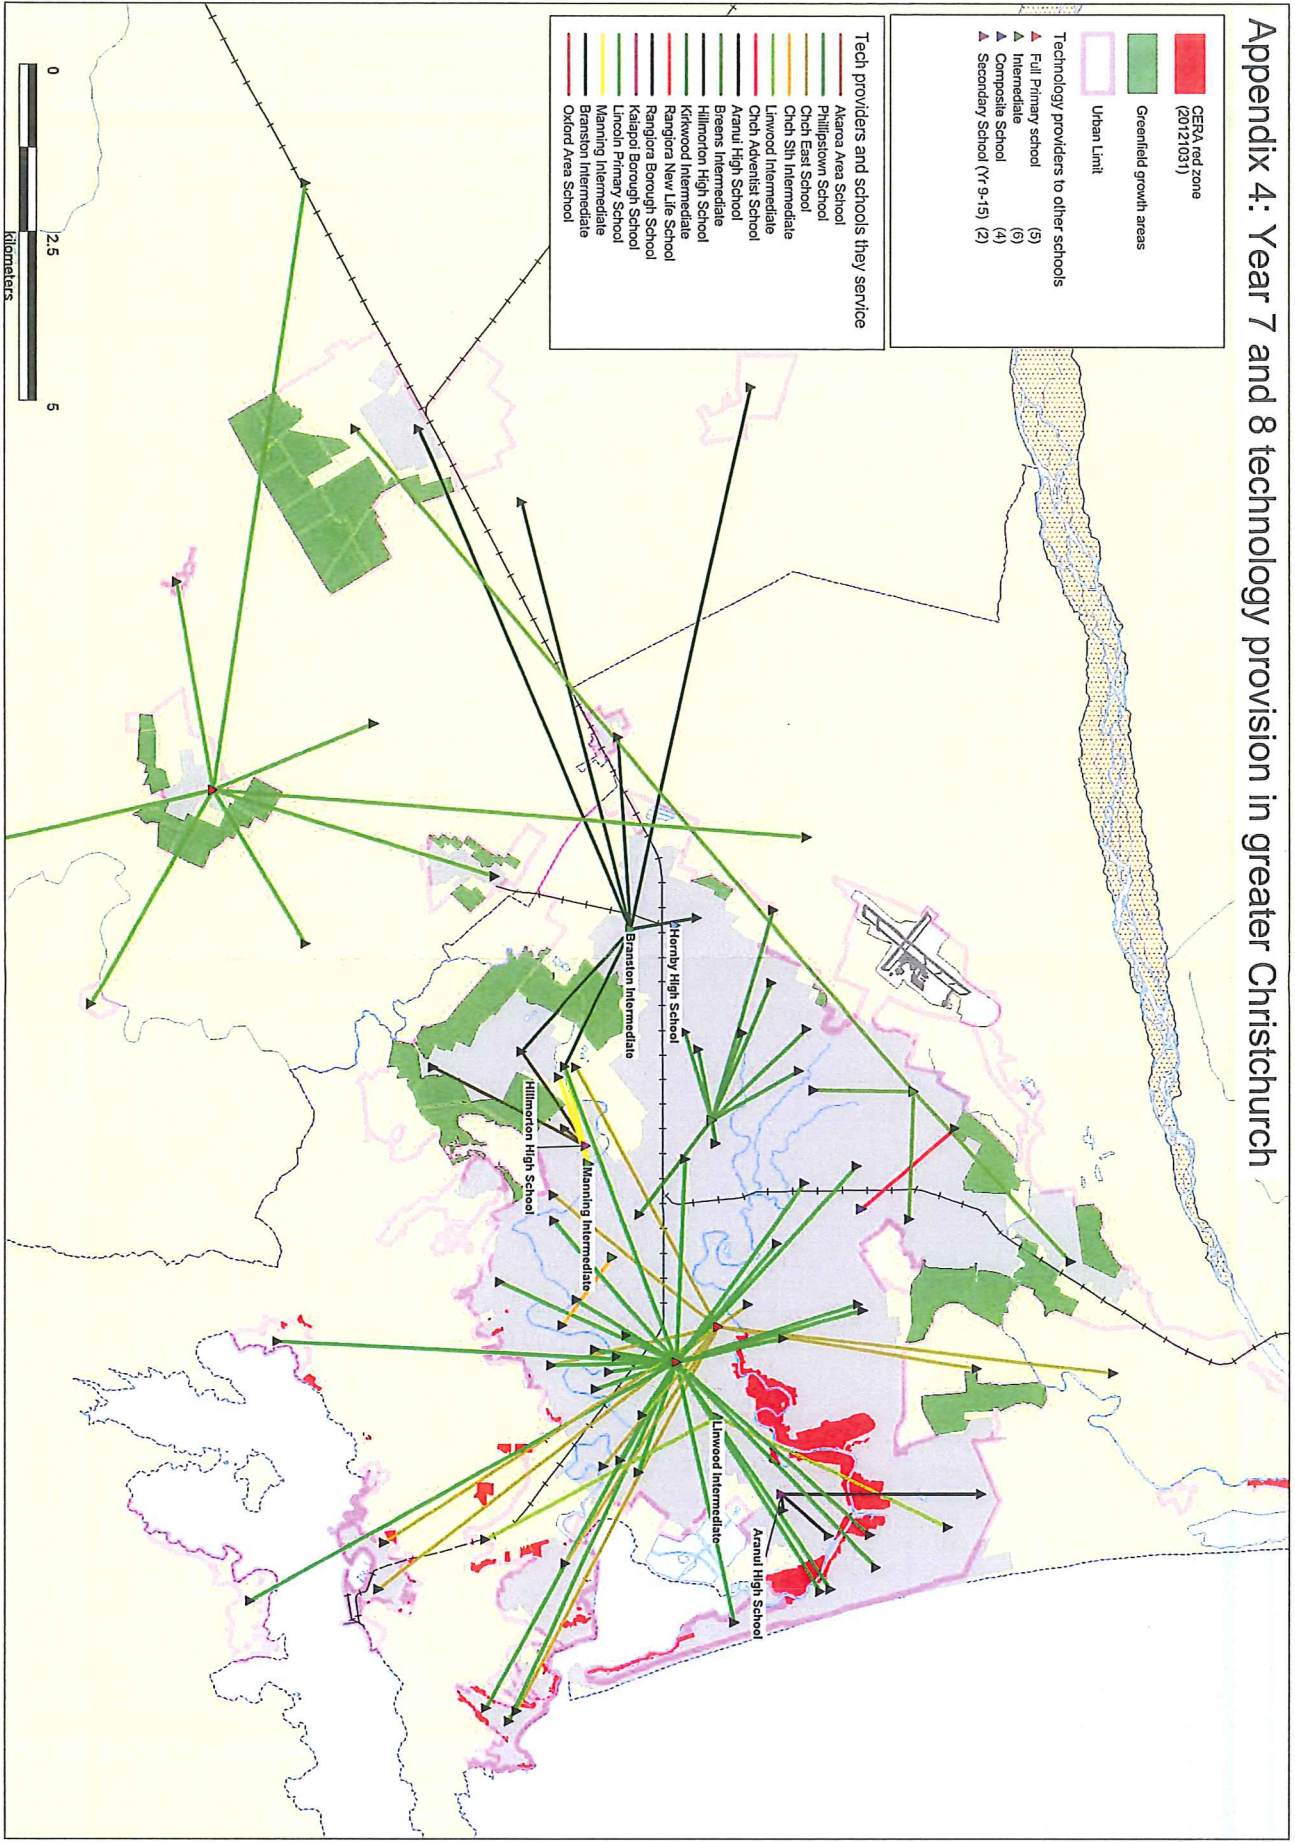 Appendix 4: Year 7 and 8 technology provision in greater Christchurch
CERA red zone
(20121031)
Greenfield growth areas
Urban Limit
Technology providers to other schools
Full Primary school (5)
Intermediate (6)
Composite School (4)
Secondary School (Yr 9-15) (2)
Tech providers and schools they service
Akaroa Area School
Phillipstown School
Chch East School
Chch Sth Intermediate
Linwood Intermediate
Chch Adventist School
Aranui High School
Breens Intermediate
Hillmorton High School
Kirkwood Intermediate
Rangiora New Life School
Rangiora Borough School
Kaiapoi Borough School
Lincoln Primary School
Manning Intermediate
Branston Intermediate
Oxford Area School
Hornby High School
Branston Intermediate
Hillmorton High School
Manning Intermediate
Linwood Intermediate
Aranui High School
0 2.5 5
kilometers